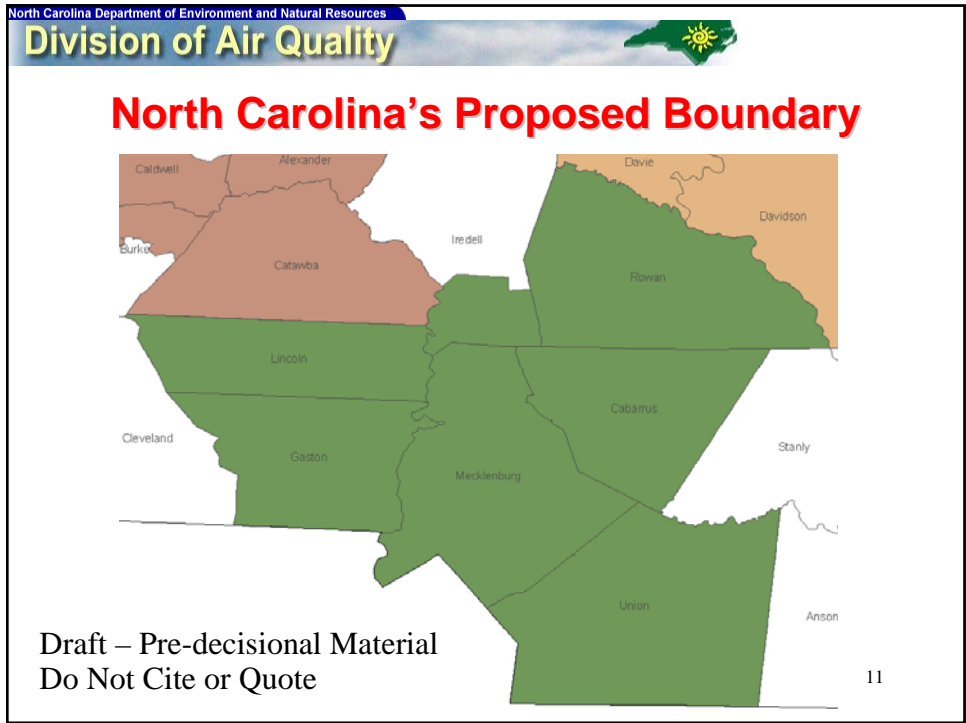 North Carolina Department of Environment and Natural Resources
Division of Air Quality
North Carolina's Proposed Boundary
Caldwell
Alexander
Davie
Davidson
Iredell
Burke
Catawba
Rowan
Lincoln
Cabarrus
Cleveland
Stanly
Gaston
Mecklenburg
Union
Anson
Draft – Pre-decisional Material
Do Not Cite or Quote
11